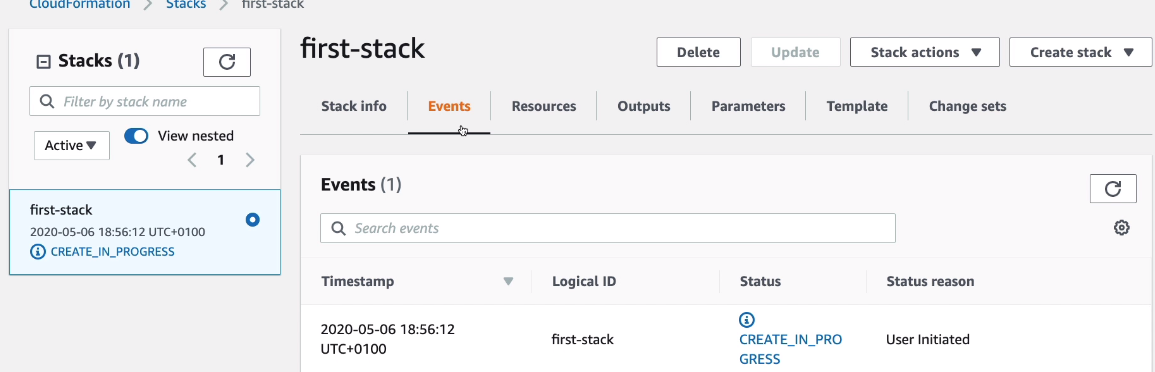 CloudFormation > Stacks > first-stack
Stacks (1)
Filter by stack name
Active
View nested
1
first-stack
2020-05-06 18:56:12 UTC+0100
CREATE_IN_PROGRESS
first-stack
Delete
Update
Stack actions
Create stack
Stack info
Events
Resources
Outputs
Parameters
Template
Change sets
Events (1)
Search events
Timestamp
Logical ID
Status
Status reason
2020-05-06 18:56:12
UTC+0100
first-stack
CREATE_IN_PRO
GRESS
User Initiated